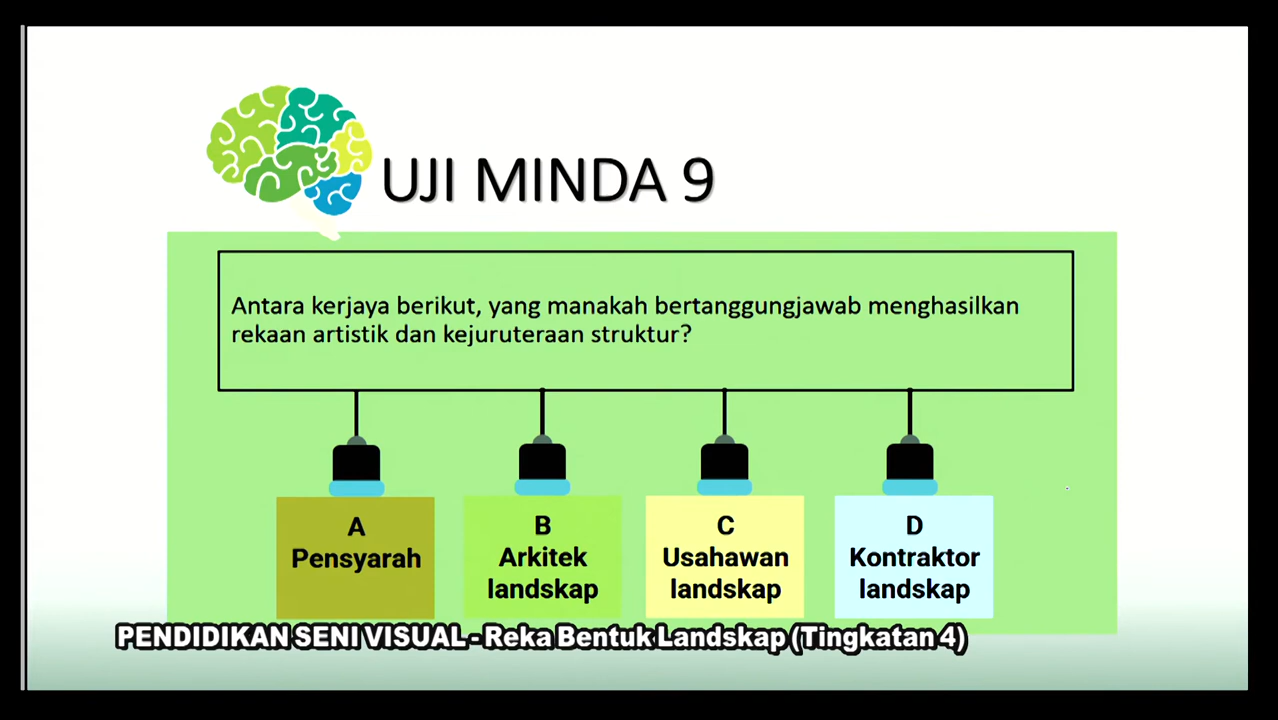 UJI MINDA 9
Antara kerjaya berikut, yang manakah bertanggungjawab menghasilkan
rekaan artistik dan kejuruteraan struktur?
A
Pensyarah
B
Arkitek
landskap
C
Usahawan
landskap
D
Kontraktor
landskap
PENDIDIKAN SENI VISUAL - Reka Bentuk Landskap (Tingkatan 4)